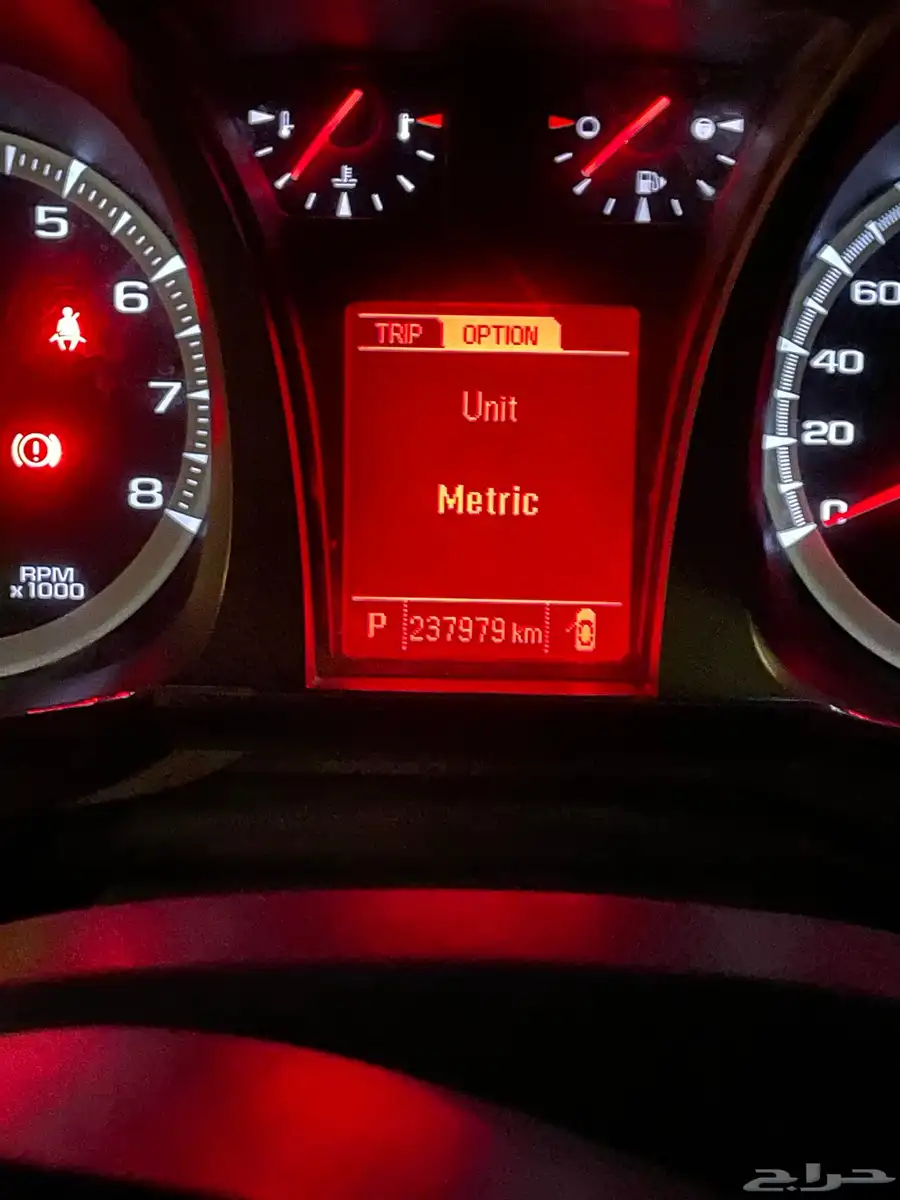 TRIP OPTION
Unit
Metric
P 237979 km
5
6
7
8
RPM
x1000
60
40
20
0
حراج